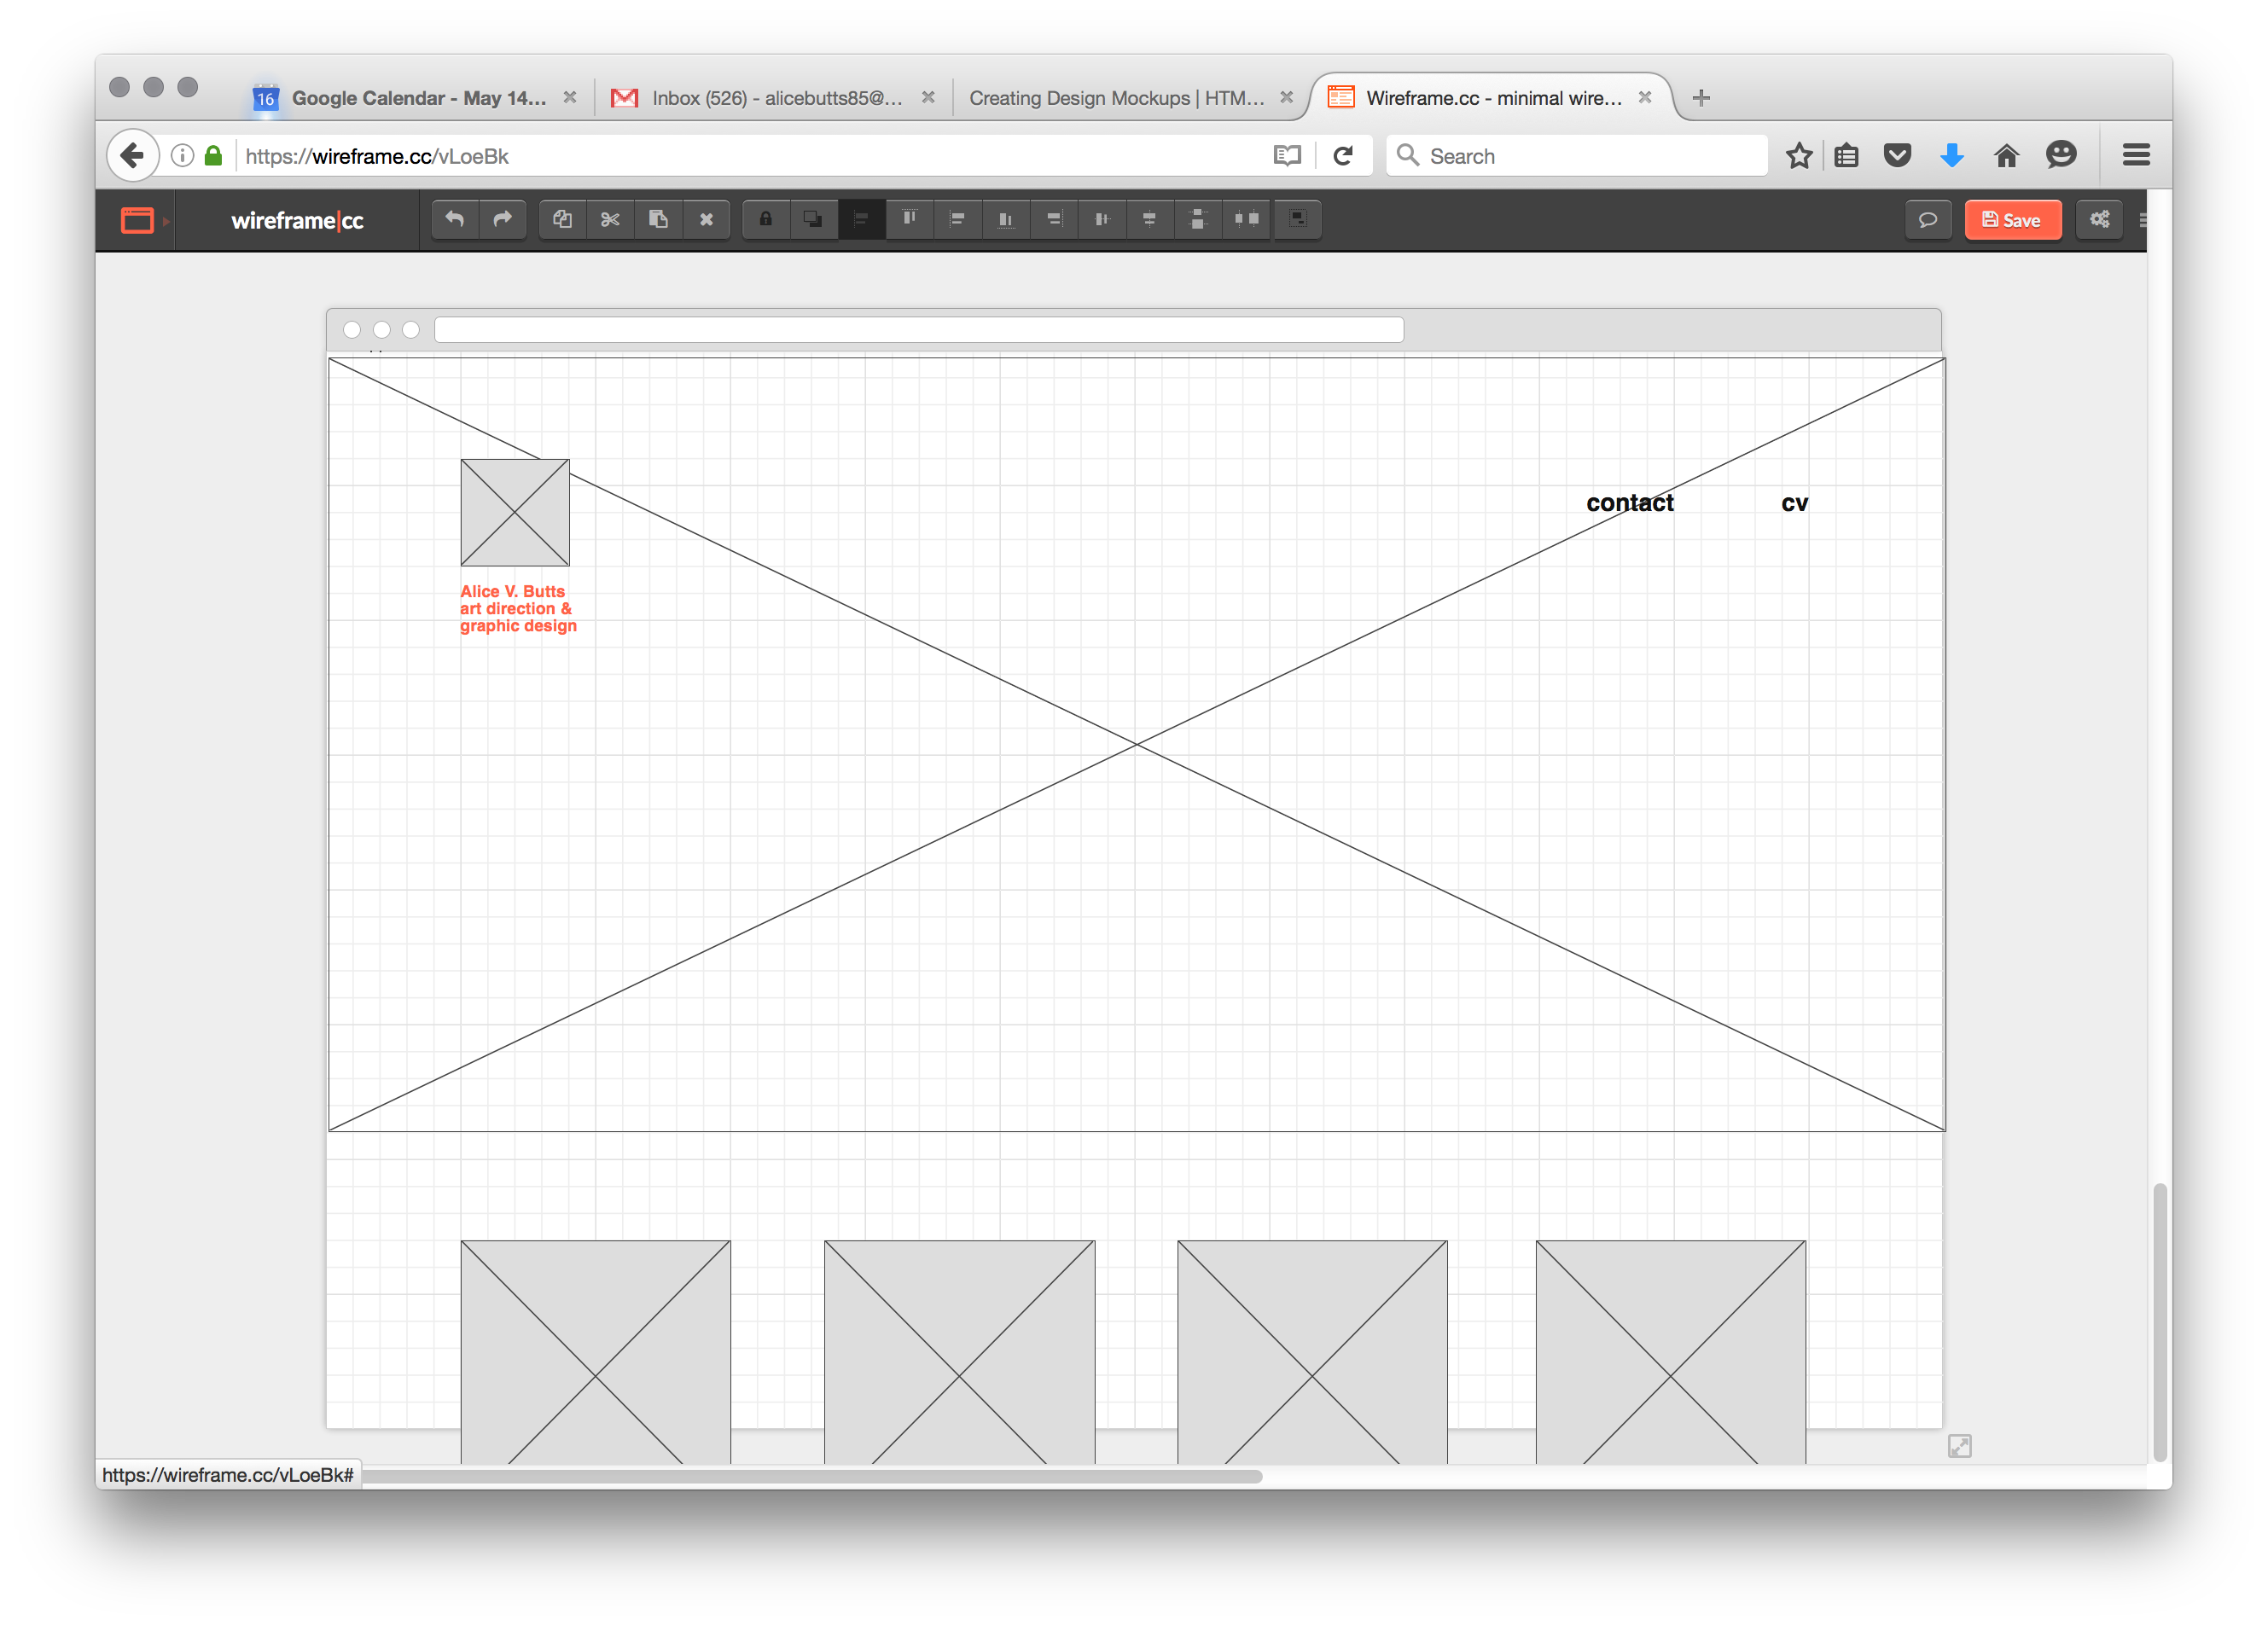 16 Google Calendar - May 14...
Inbox (526) - alicebutts85@...
Creating Design Mockups | HTM...
Wireframe.cc - minimal wire...
https://wireframe.cc/vLoeBk
Search
wireframe|cc
Save
contact
cv
Alice V. Butts
art direction &
graphic design
https://wireframe.cc/vLoeBk#